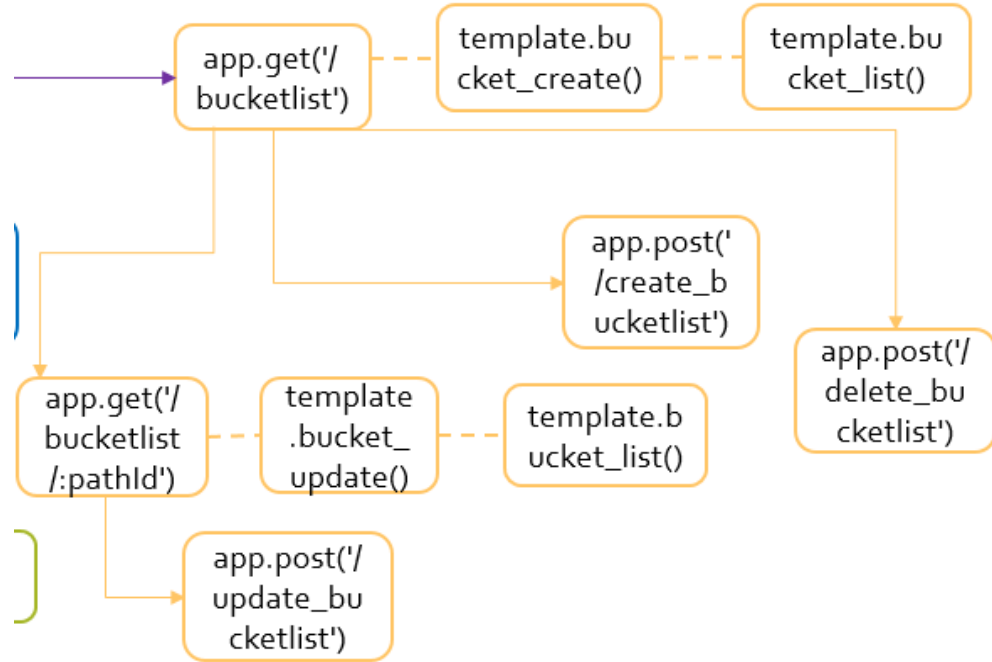 app.get('/
bucketlist')
template.bu
cket_create()
template.bu
cket_list()
app.post('
/create_b
ucketlist')
app.post('/
delete_bu
cketlist')
app.get('/
bucketlist
/:pathId')
template
.bucket_
update()
template.b
ucket_list()
app.post('/
update_bu
cketlist')